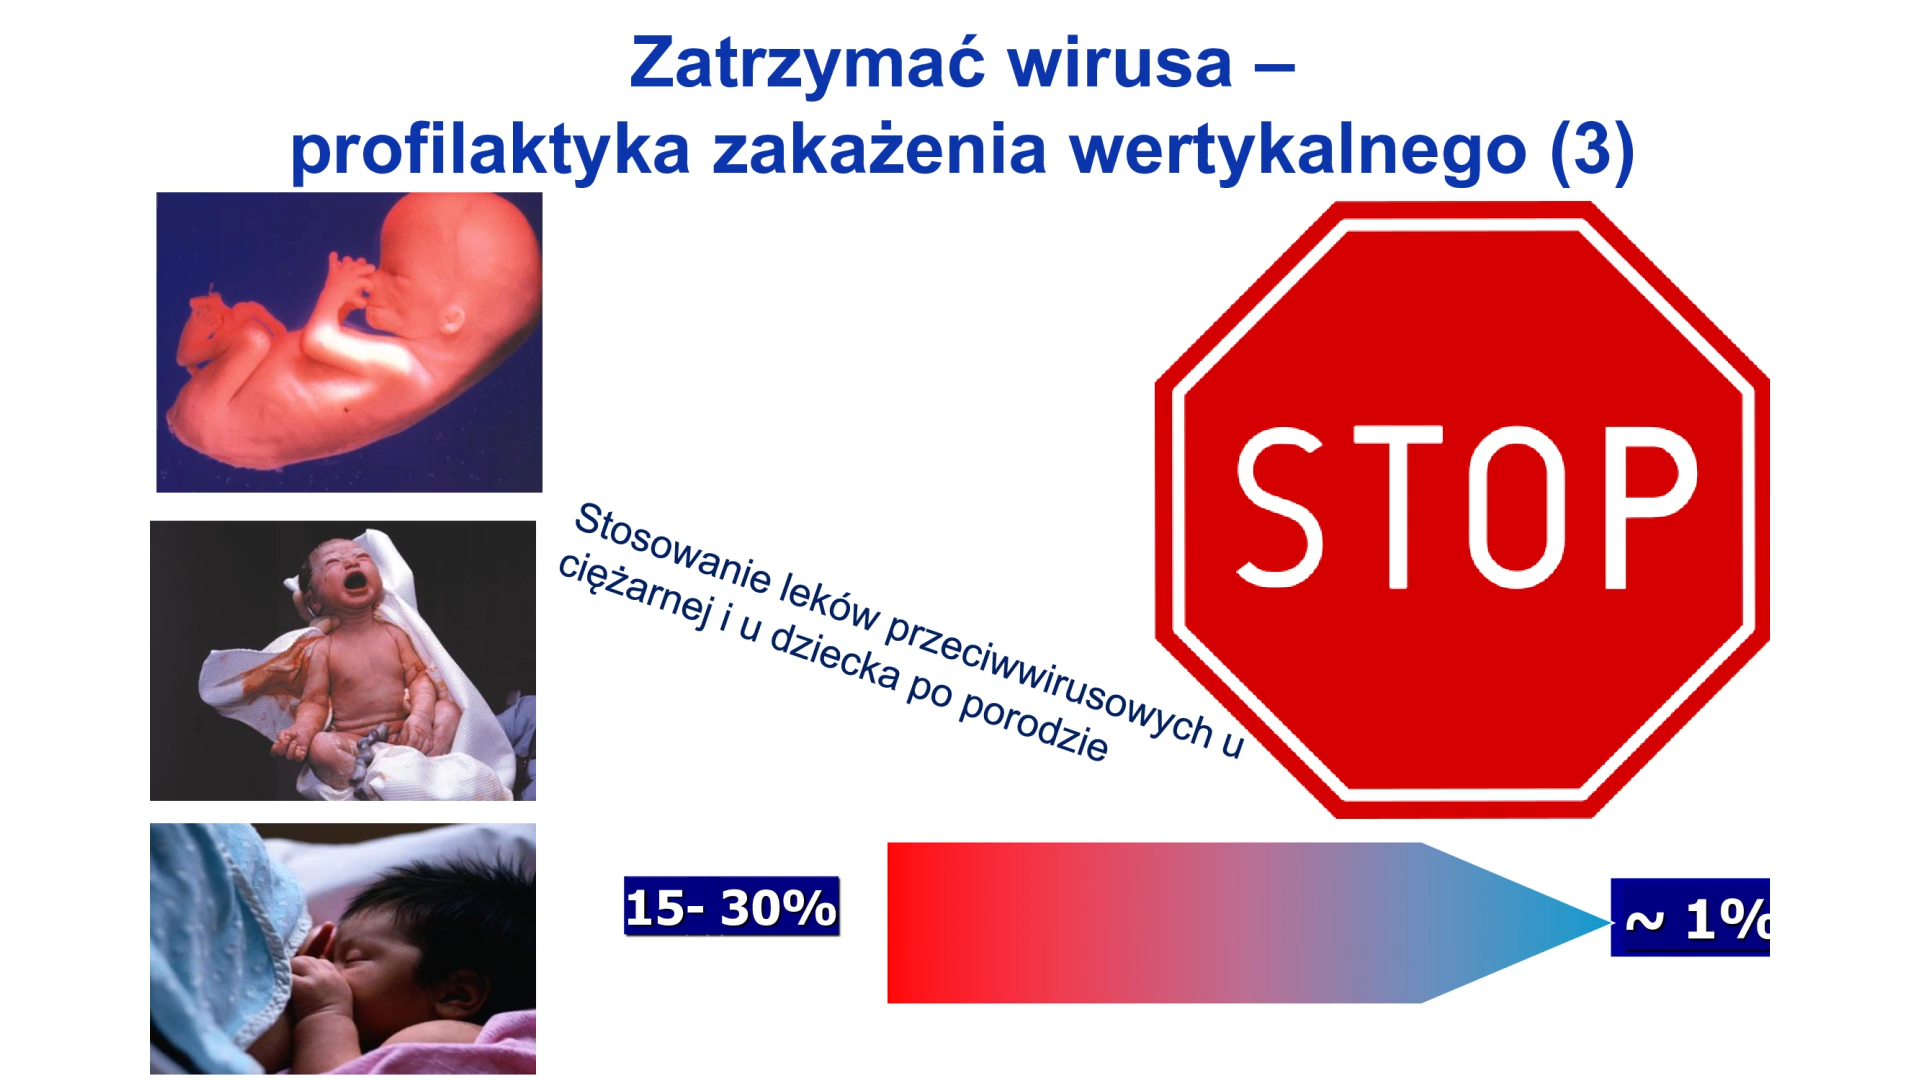 Zatrzymać wirusa –
profilaktyka zakażenia wertykalnego (3)
STOP
Stosowanie leków przeciwwirusowych u
ciężarnej i u dziecka po porodzie
15- 30%
~ 1%